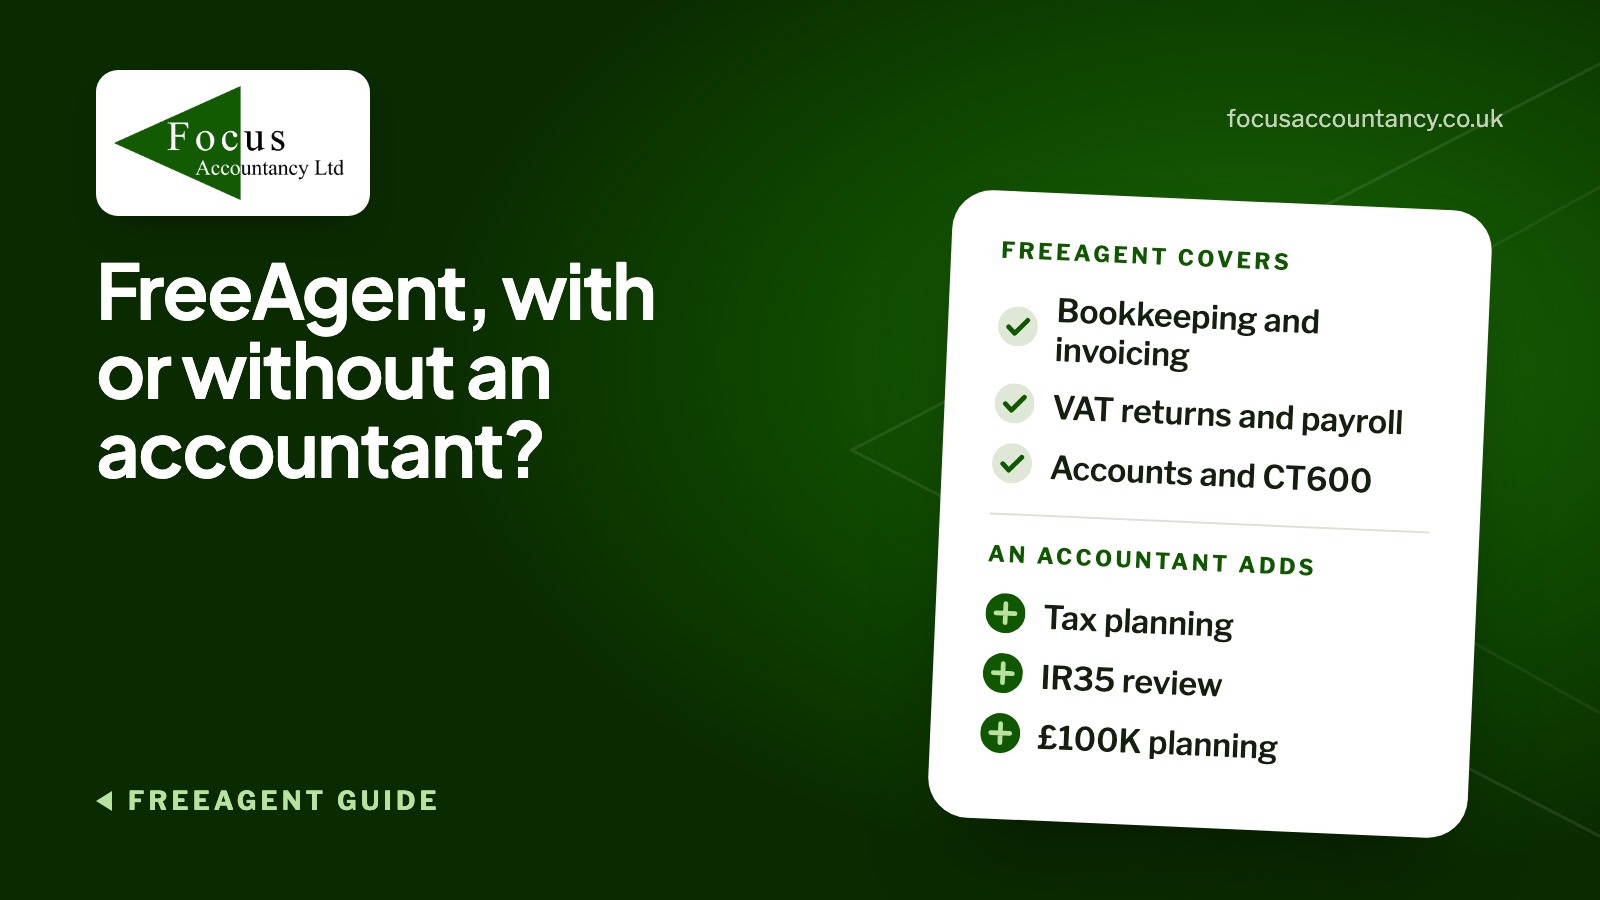 Focus
Accountancy Ltd
focusaccountancy.co.uk
FreeAgent, with
or without an
accountant?
FREEAGENT COVERS
Bookkeeping and
invoicing
VAT returns and payroll
Accounts and CT600
AN ACCOUNTANT ADDS
Tax planning
IR35 review
£100K planning
FREEAGENT GUIDE